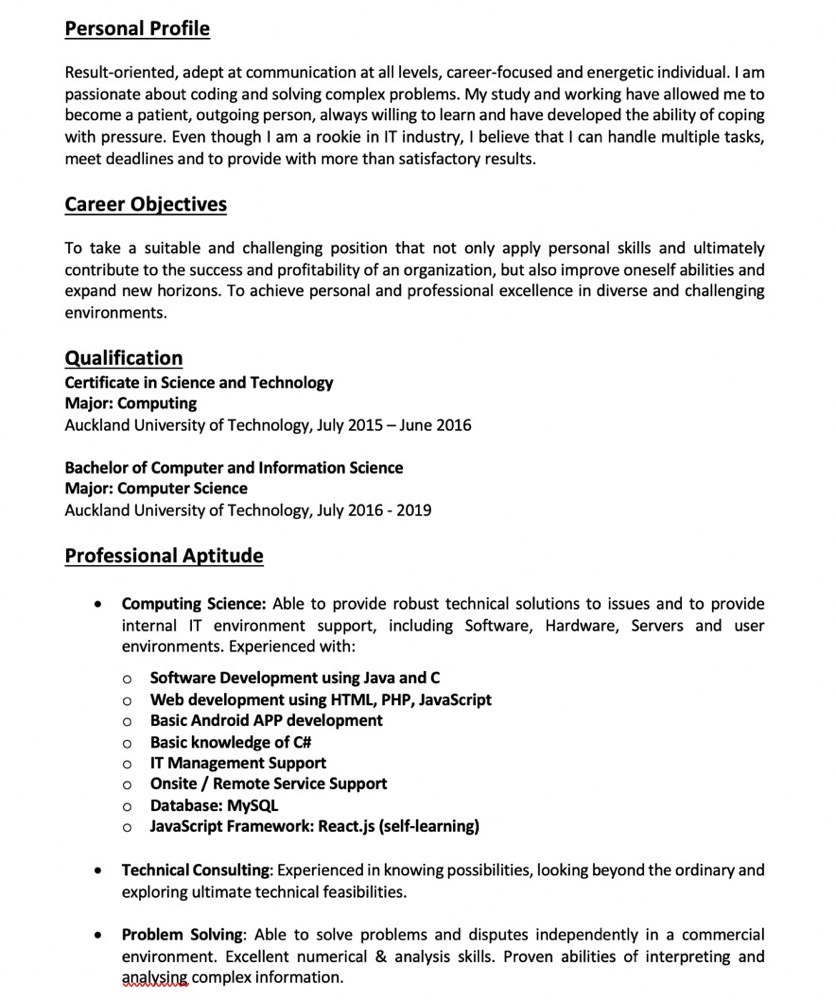 Personal Profile
Result-oriented, adept at communication at all levels, career-focused and energetic individual. I am
passionate about coding and solving complex problems. My study and working have allowed me to
become a patient, outgoing person, always willing to learn and have developed the ability of coping
with pressure. Even though I am a rookie in IT industry, I believe that I can handle multiple tasks,
meet deadlines and to provide with more than satisfactory results.
Career Objectives
To take a suitable and challenging position that not only apply personal skills and ultimately
contribute to the success and profitability of an organization, but also improve oneself abilities and
expand new horizons. To achieve personal and professional excellence in diverse and challenging
environments.
Qualification
Certificate in Science and Technology
Major: Computing
Auckland University of Technology, July 2015 – June 2016
Bachelor of Computer and Information Science
Major: Computer Science
Auckland University of Technology, July 2016 - 2019
Professional Aptitude
• Computing Science: Able to provide robust technical solutions to issues and to provide
internal IT environment support, including Software, Hardware, Servers and user
environments. Experienced with:
o Software Development using Java and C
o Web development using HTML, PHP, JavaScript
o Basic Android APP development
o Basic knowledge of C#
o IT Management Support
o Onsite / Remote Service Support
o Database: MySQL
o JavaScript Framework: React.js (self-learning)
• Technical Consulting: Experienced in knowing possibilities, looking beyond the ordinary and
exploring ultimate technical feasibilities.
• Problem Solving: Able to solve problems and disputes independently in a commercial
environment. Excellent numerical & analysis skills. Proven abilities of interpreting and
analysing complex information.